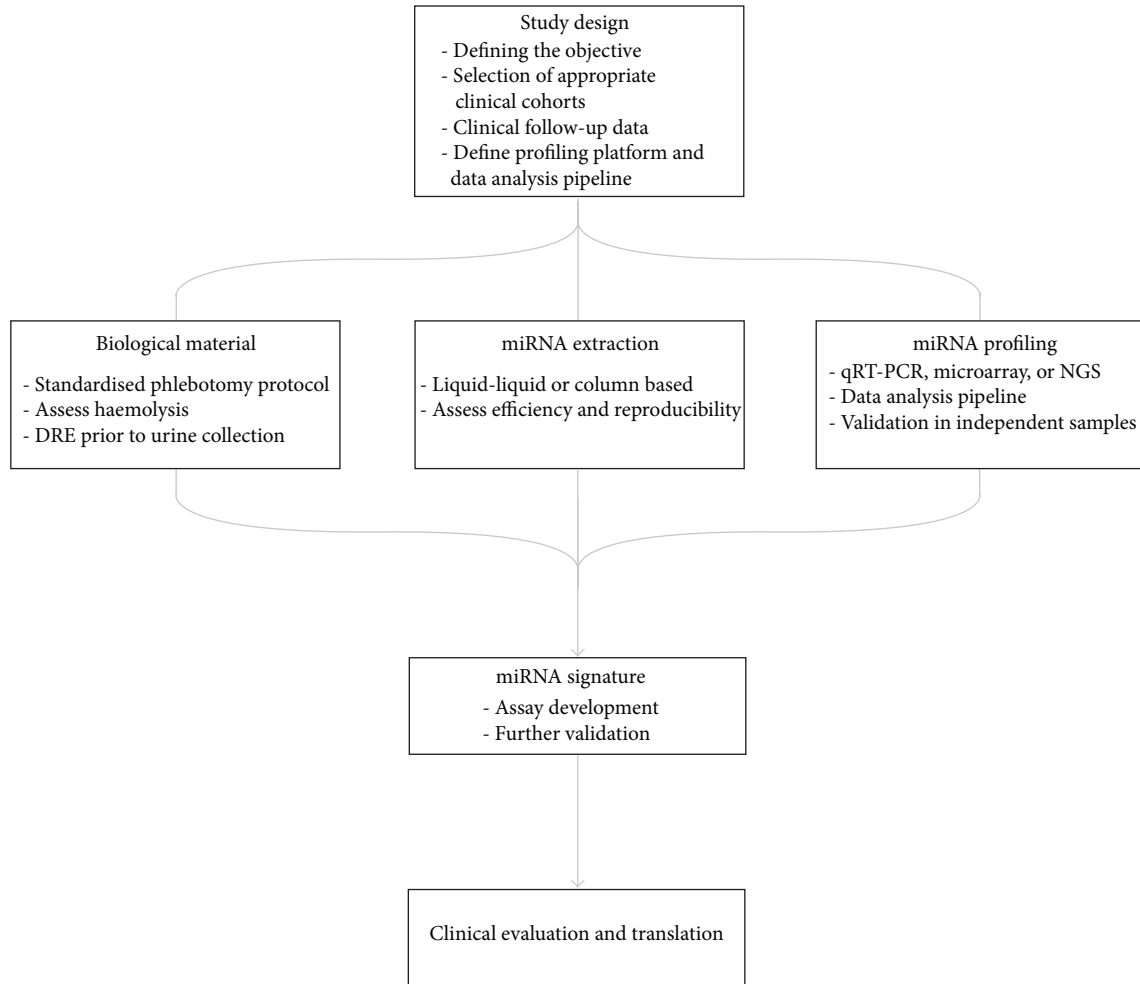 Study design
- Defining the objective
- Selection of appropriate
clinical cohorts
- Clinical follow-up data
- Define profiling platform and
data analysis pipeline
Biological material
- Standardised phlebotomy protocol
- Assess haemolysis
- DRE prior to urine collection
miRNA extraction
- Liquid-liquid or column based
- Assess efficiency and reproducibility
miRNA profiling
- qRT-PCR, microarray, or NGS
- Data analysis pipeline
- Validation in independent samples
miRNA signature
- Assay development
- Further validation
Clinical evaluation and translation